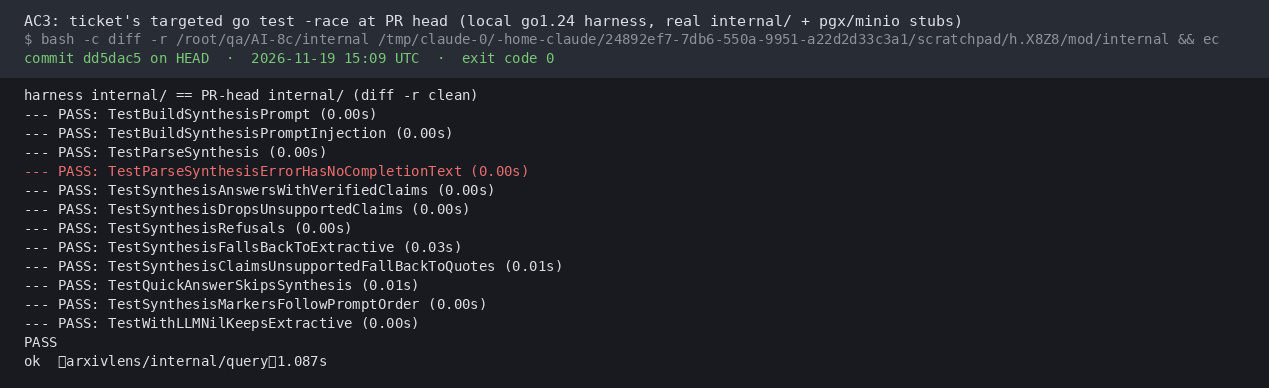 AC3: ticket's targeted go test -race at PR head (local go1.24 harness, real internal/ + pgx/minio stubs)
$ bash -c diff -r /root/qa/AI-8c/internal /tmp/claude-0/-home-claude/24892ef7-7db6-550a-9951-a22d2d33c3a1/scratchpad/h.X8Z8/mod/internal && ec
commit dd5dac5 on HEAD · 2026-11-19 15:09 UTC · exit code 0
harness internal/ == PR-head internal/ (diff -r clean)
--- PASS: TestBuildSynthesisPrompt (0.00s)
--- PASS: TestBuildSynthesisPromptInjection (0.00s)
--- PASS: TestParseSynthesis (0.00s)
--- PASS: TestParseSynthesisErrorHasNoCompletionText (0.00s)
--- PASS: TestSynthesisAnswersWithVerifiedClaims (0.00s)
--- PASS: TestSynthesisDropsUnsupportedClaims (0.00s)
--- PASS: TestSynthesisRefusals (0.00s)
--- PASS: TestSynthesisFallsBackToExtractive (0.03s)
--- PASS: TestSynthesisClaimsUnsupportedFallBackToQuotes (0.01s)
--- PASS: TestQuickAnswerSkipsSynthesis (0.01s)
--- PASS: TestSynthesisMarkersFollowPromptOrder (0.00s)
--- PASS: TestWithLLMNilKeepsExtractive (0.00s)
PASS
ok  arxivlens/internal/query 1.087s